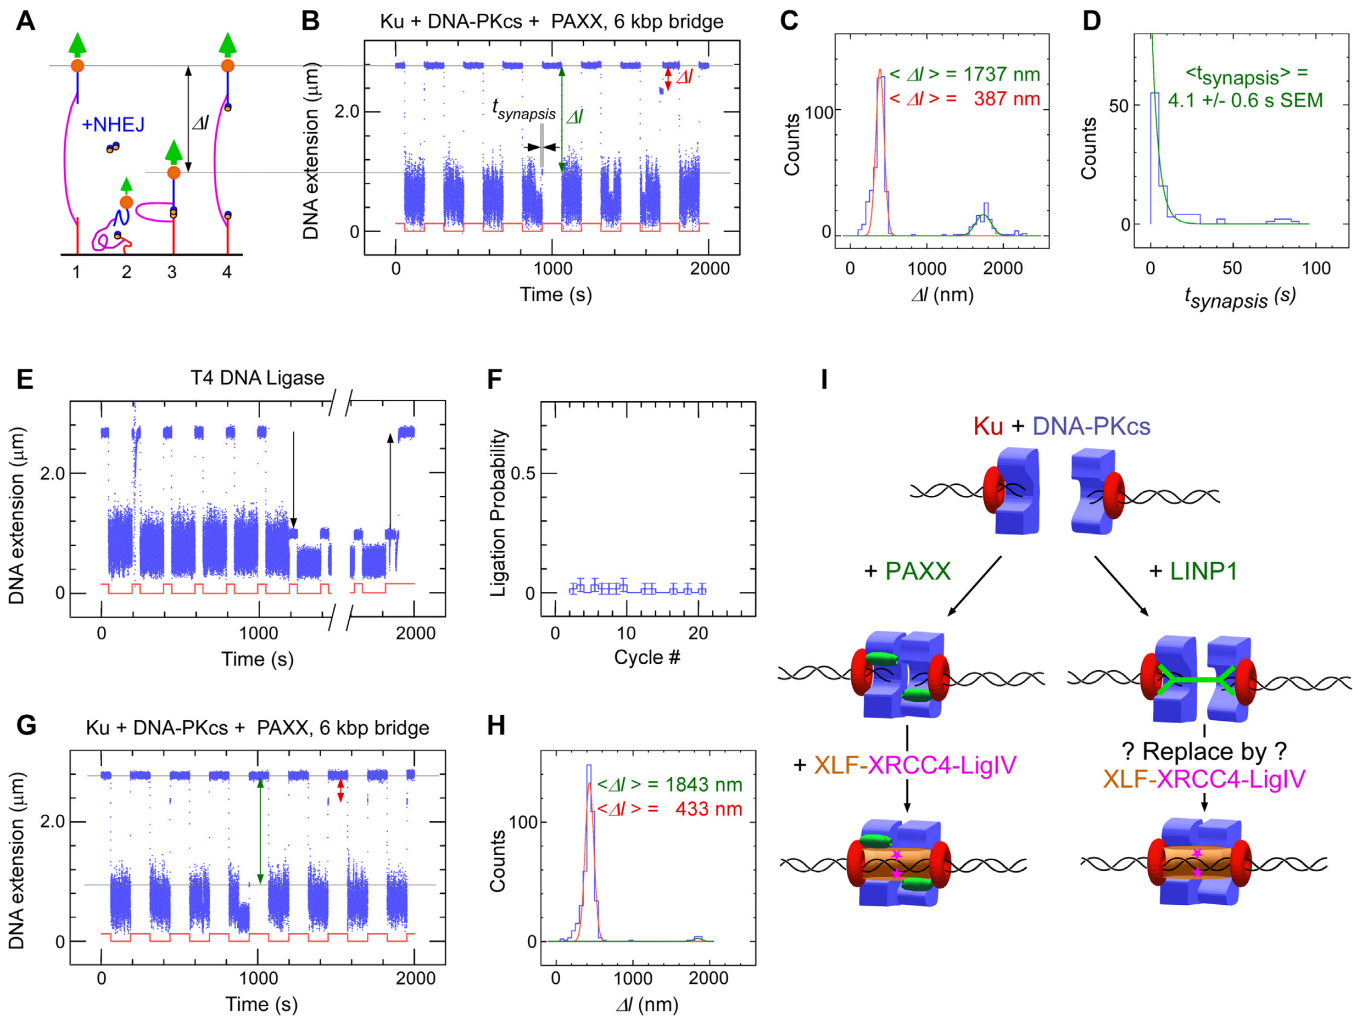 A
+NHEJ
Δl
1 2 3 4
B
Ku + DNA-PKcs + PAXX, 6 kbp bridge
DNA extension (μm)
2.0
0
tsynapsis
Δl
Δl
0 1000 2000
Time (s)
C
< Δl > = 1737 nm
< Δl > = 387 nm
Counts
100
0
0 1000 2000
Δl (nm)
D
<tsynapsis> =
4.1 +/- 0.6 s SEM
Counts
50
0
0 50 100
tsynapsis (s)
E
T4 DNA Ligase
DNA extension (μm)
2.0
0
0 1000 2000
Time (s)
F
Ligation Probability
0.5
0
0 10 20
Cycle #
G
Ku + DNA-PKcs + PAXX, 6 kbp bridge
DNA extension (μm)
2.0
0
0 1000 2000
Time (s)
H
<Δl > = 1843 nm
<Δl > = 433 nm
Counts
100
0
0 1000 2000
Δl (nm)
I
Ku + DNA-PKcs
+ PAXX
+ LINP1
+ XLF-XRCC4-LigIV
? Replace by ?
XLF-XRCC4-LigIV